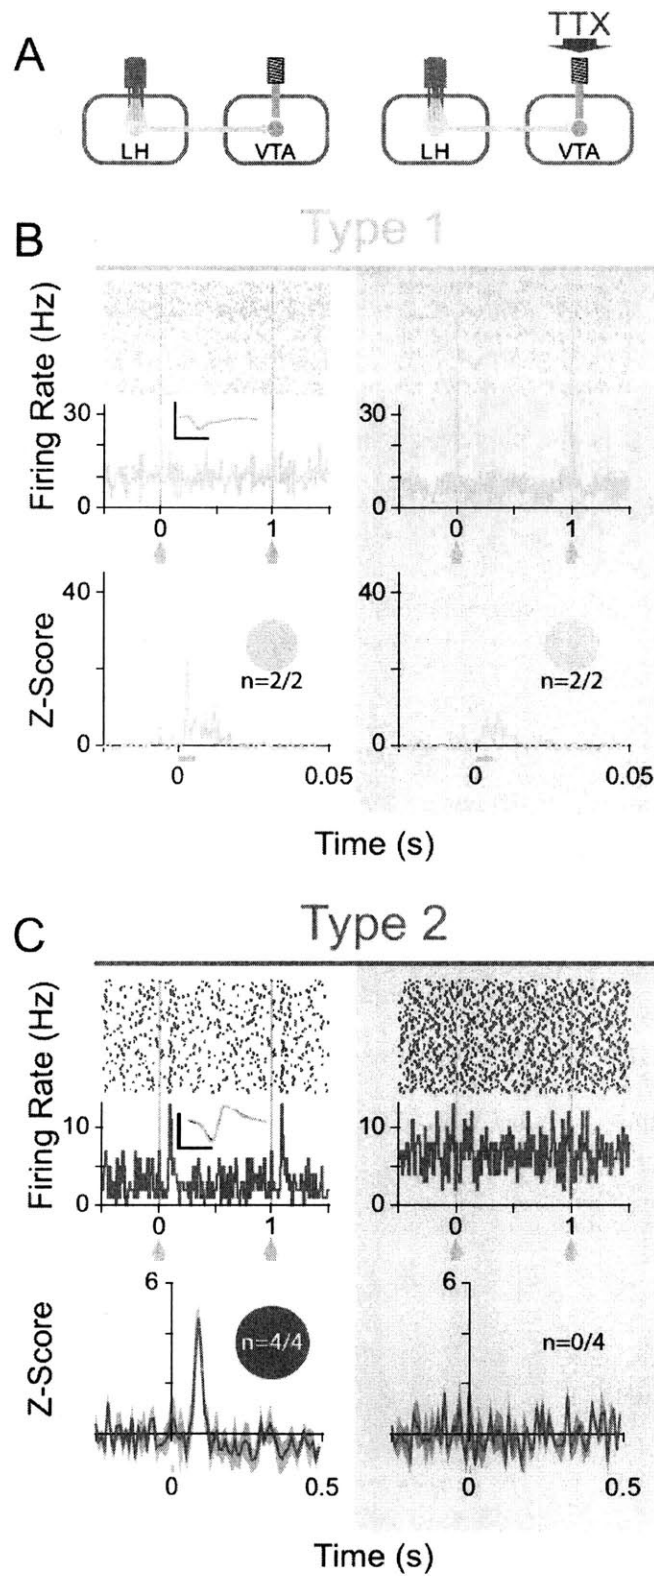 TTX
A
LH VTA LH VTA
B Type 1
Firing Rate (Hz)
30 30
0 0
0 1 0 1
Z-Score
40 40
n=2/2 n=2/2
0 0
0 0.05 0 0.05
Time (s)
C Type 2
Firing Rate (Hz)
10 10
0 0
0 1 0 1
Z-Score
6 6
n=4/4 n=0/4
0 0.5 0 0.5
Time (s)